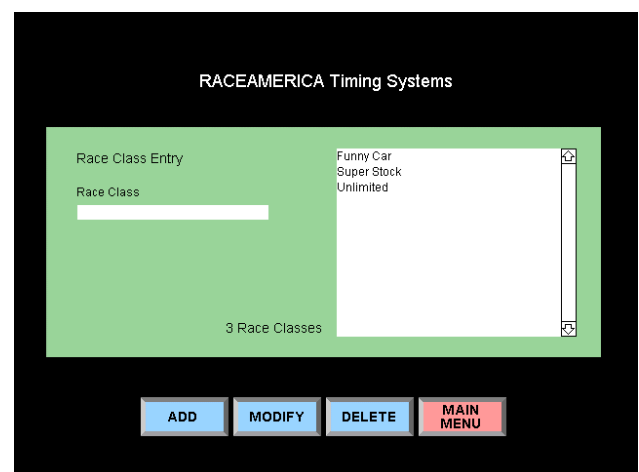 RACEAMERICA Timing Systems
Race Class Entry
Race Class
Funny Car
Super Stock
Unlimited
3 Race Classes
ADD
MODIFY
DELETE
MAIN
MENU